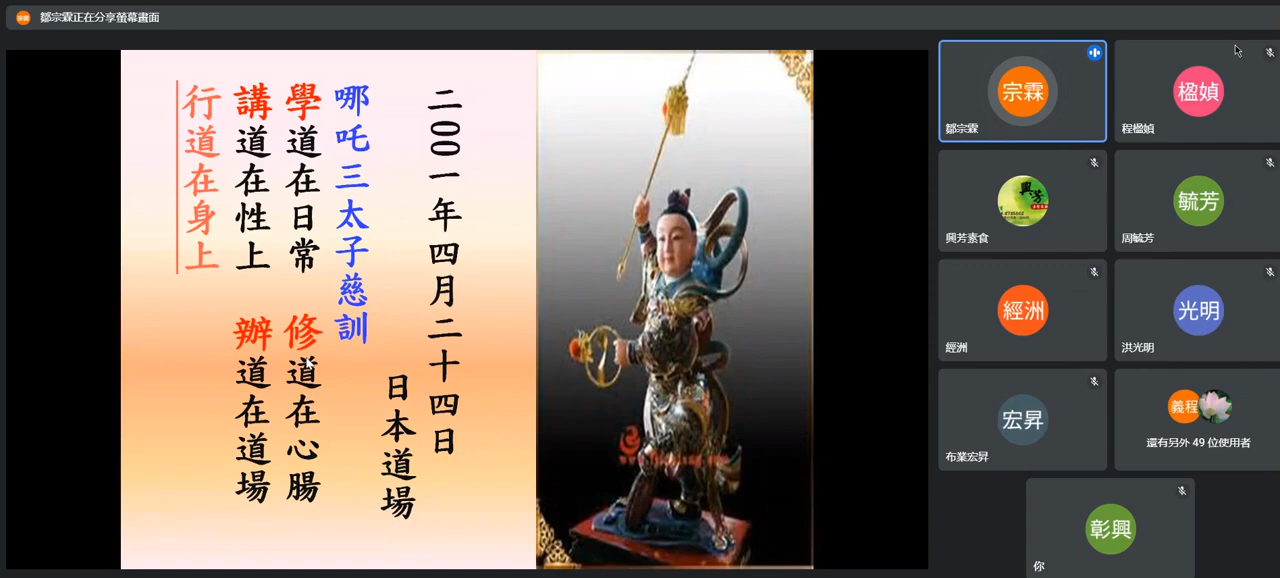 鄒宗霖正在分享螢幕畫面
二００一年四月二十四日
日本道場
哪吒三太子慈訓
學道在日常 修道在心腸
講道在性上 辦道在道場
行道在身上
宗霖
鄒宗霖
楹媜
程楹媜
興芳素食
毓芳
周毓芳
經洲
經洲
光明
洪光明
宏昇
布業宏昇
義程
還有另外 49 位使用者
彰興
你